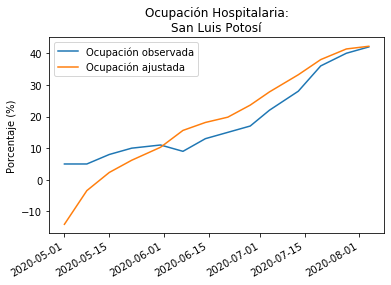 Ocupación Hospitalaria:
San Luis Potosí
Ocupación observada
Ocupación ajustada
Porcentaje (%)
40
30
20
10
0
−10
2020-05-01
2020-05-15
2020-06-01
2020-06-15
2020-07-01
2020-07-15
2020-08-01